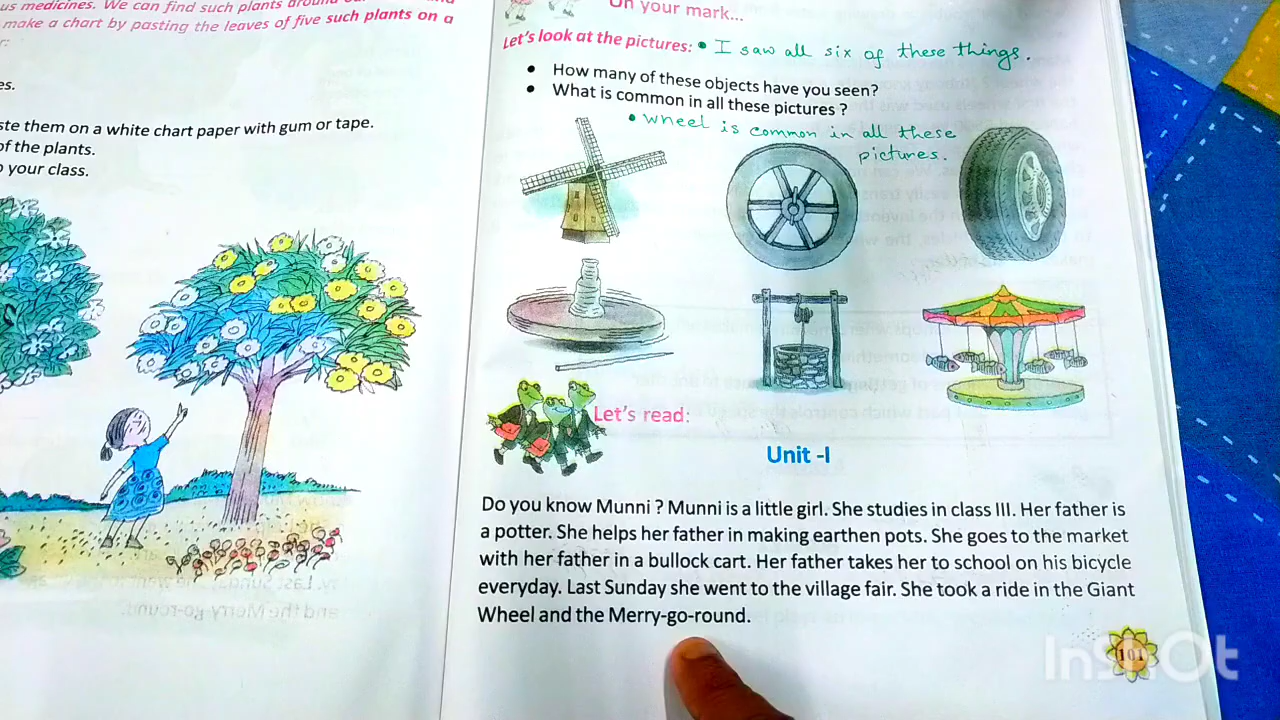 us medicines. We can find such plants
make a chart by pasting the leaves of five such plants on a
es.
ste them on a white chart paper with gum or tape.
of the plants.
your class.
On your mark...
Let's look at the pictures: • I saw all six of these things.
• How many of these objects have you seen?
• What is common in all these pictures ?
• wheel is common in all these
pictures.
Let's read:
Unit -I
Do you know Munni ? Munni is a little girl. She studies in class III. Her father is
a potter. She helps her father in making earthen pots. She goes to the market
with her father in a bullock cart. Her father takes her to school on his bicycle
everyday. Last Sunday she went to the village fair. She took a ride in the Giant
Wheel and the Merry-go-round.
101
InShOt